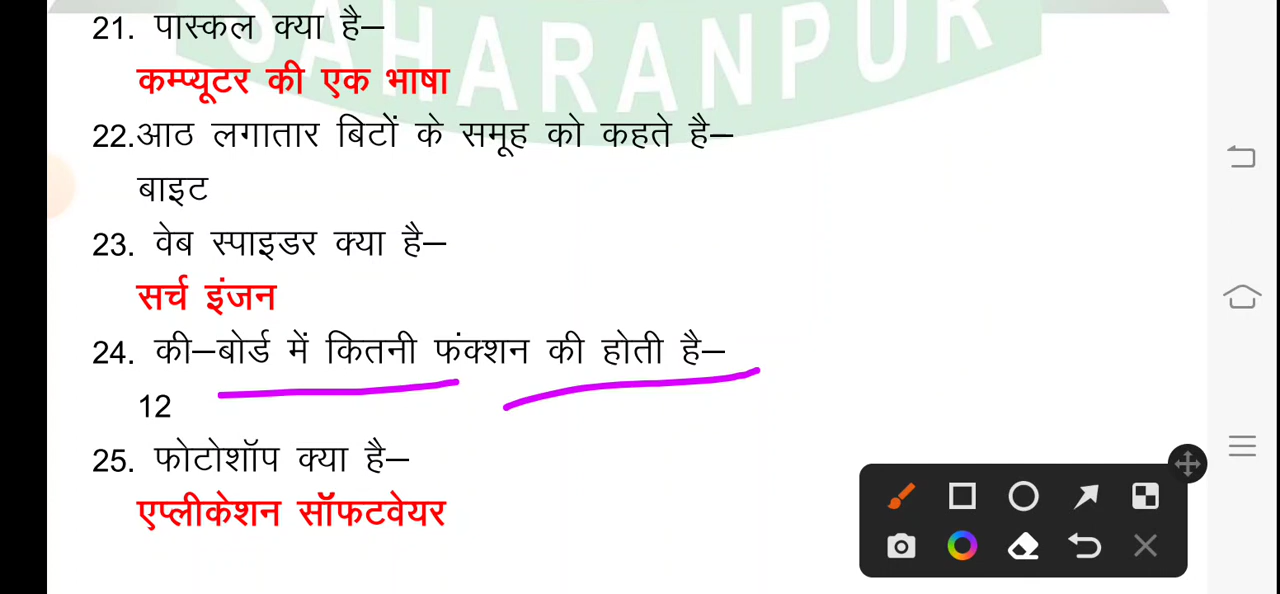 SAHARANPUR
21. पास्कल क्या है–
कम्प्यूटर की एक भाषा
22.आठ लगातार बिटों के समूह को कहते है–
बाइट
23. वेब स्पाइडर क्या है–
सर्च इंजन
24. की–बोर्ड में कितनी फंक्शन की होती है–
12
25. फोटोशॉप क्या है–
एप्लीकेशन सॉफटवेयर